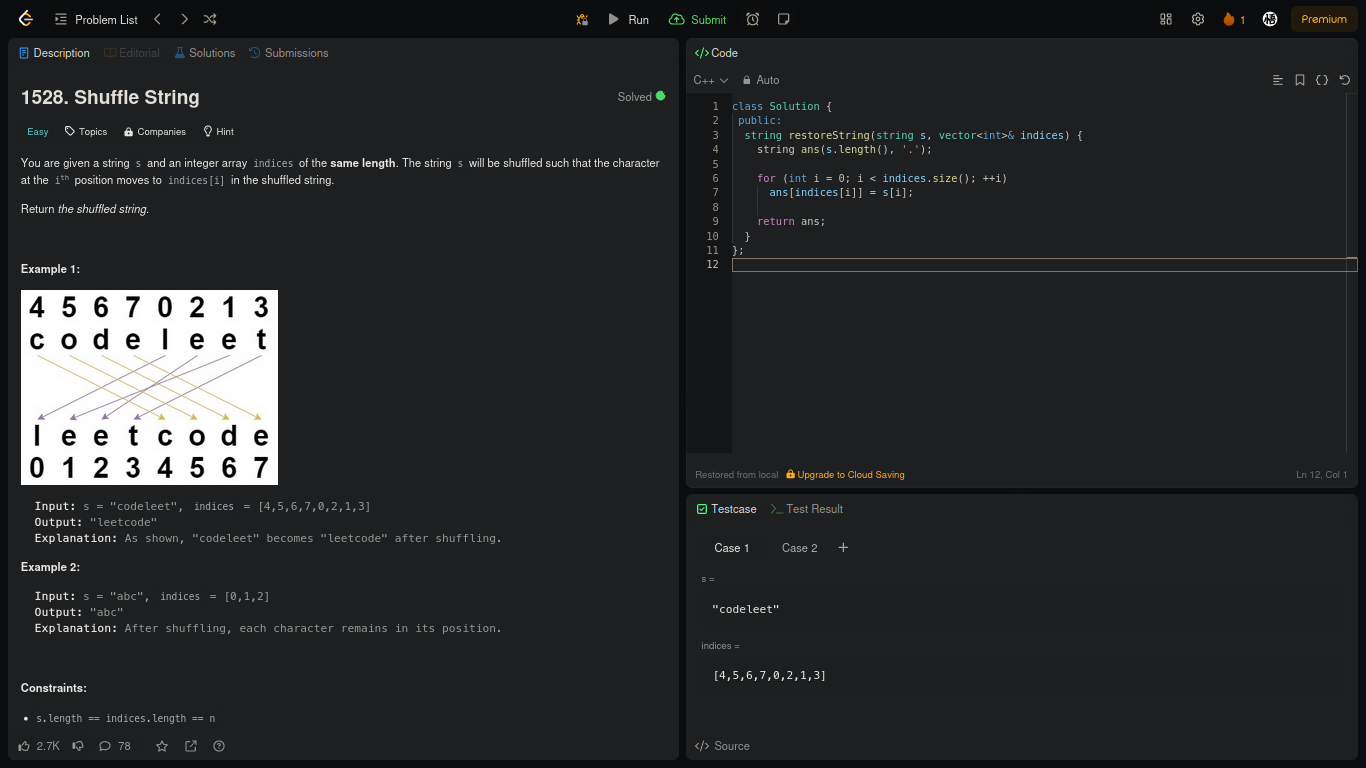 Problem List
Run
Submit
1
Premium
Description
Editorial
Solutions
Submissions
1528. Shuffle String
Solved
Easy
Topics
Companies
Hint
You are given a string s and an integer array indices of the same length. The string s will be shuffled such that the character
at the ith position moves to indices[i] in the shuffled string.
Return the shuffled string.
Example 1:
4 5 6 7 0 2 1 3
c o d e l e e t
l e e t c o d e
0 1 2 3 4 5 6 7
Input: s = "codeleet", indices = [4,5,6,7,0,2,1,3]
Output: "leetcode"
Explanation: As shown, "codeleet" becomes "leetcode" after shuffling.
Example 2:
Input: s = "abc", indices = [0,1,2]
Output: "abc"
Explanation: After shuffling, each character remains in its position.
Constraints:
• s.length == indices.length == n
2.7K
78
</>Code
C++
Auto
1 class Solution {
2 public:
3 string restoreString(string s, vector<int>& indices) {
4 string ans(s.length(), '.');
5
6 for (int i = 0; i < indices.size(); ++i)
7 ans[indices[i]] = s[i];
8
9 return ans;
10 }
11 };
12
Restored from local
Upgrade to Cloud Saving
Ln 12, Col 1
Testcase
>_ Test Result
Case 1
Case 2
+
s =
"codeleet"
indices =
[4,5,6,7,0,2,1,3]
</> Source